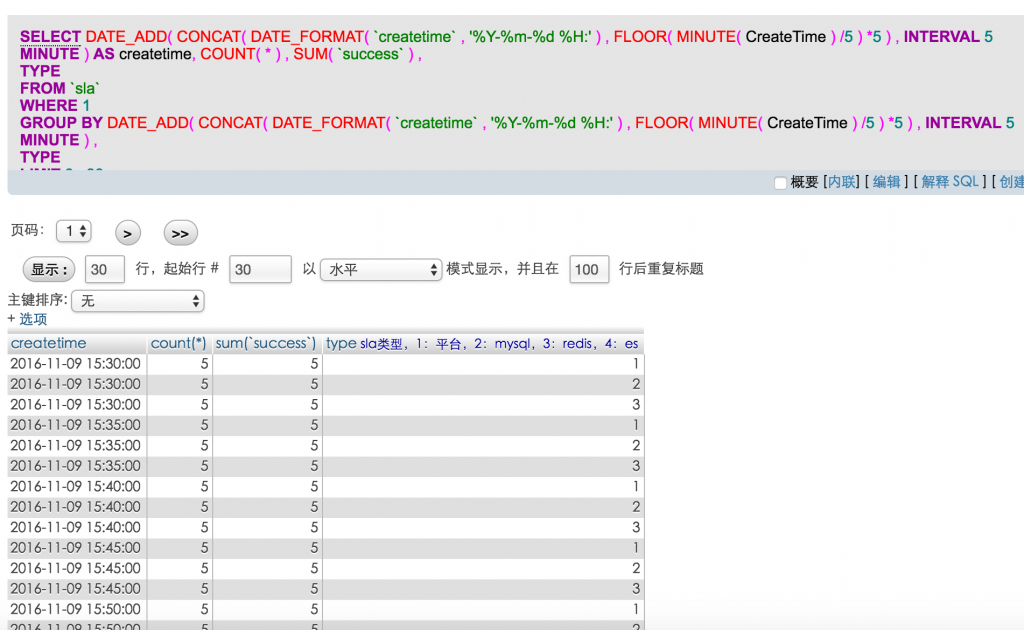 SELECT DATE_ADD( CONCAT( DATE_FORMAT( `createtime` , '%Y-%m-%d %H:' ) , FLOOR( MINUTE( CreateTime ) /5 ) *5 ) , INTERVAL 5
MINUTE ) AS createtime, COUNT( * ) , SUM( `success` ) ,
TYPE
FROM `sla`
WHERE 1
GROUP BY DATE_ADD( CONCAT( DATE_FORMAT( `createtime` , '%Y-%m-%d %H:' ) , FLOOR( MINUTE( CreateTime ) /5 ) *5 ) , INTERVAL 5
MINUTE ) ,
TYPE
概要 [内联] [ 编辑 ] [ 解释 SQL ] [ 创建
页码: 1 > >>
显示 : 30 行，起始行 # 30 以 水平 模式显示，并且在 100 行后重复标题
主键排序: 无
+ 选项
createtime count(*) sum(`success`) type sla类型，1：平台，2：mysql，3：redis，4：es
2016-11-09 15:30:00 5 5 1
2016-11-09 15:30:00 5 5 2
2016-11-09 15:30:00 5 5 3
2016-11-09 15:35:00 5 5 1
2016-11-09 15:35:00 5 5 2
2016-11-09 15:35:00 5 5 3
2016-11-09 15:40:00 5 5 1
2016-11-09 15:40:00 5 5 2
2016-11-09 15:40:00 5 5 3
2016-11-09 15:45:00 5 5 1
2016-11-09 15:45:00 5 5 2
2016-11-09 15:45:00 5 5 3
2016-11-09 15:50:00 5 5 1
2016-11-09 15:50:00 5 5 2